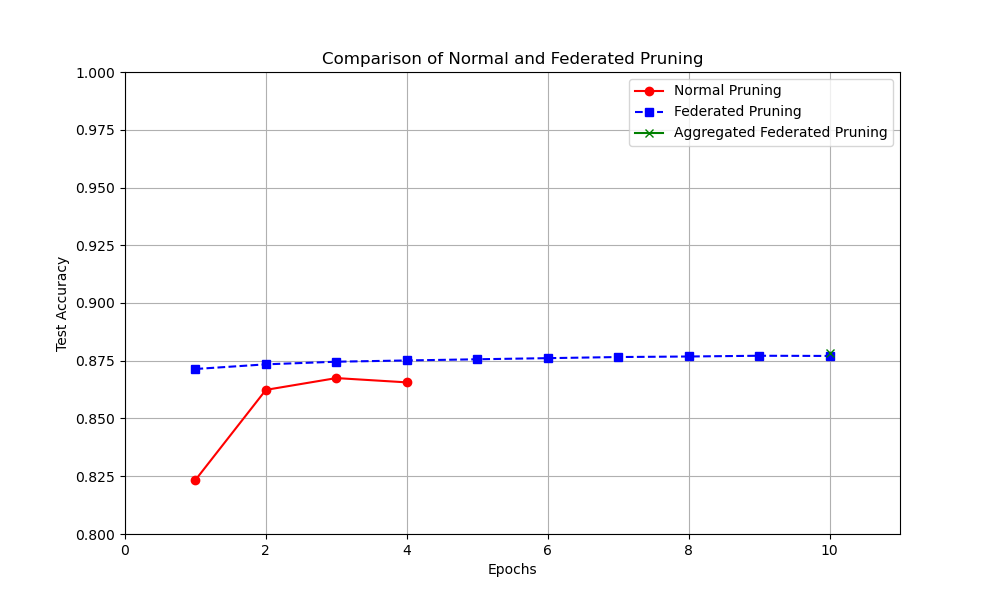 Comparison of Normal and Federated Pruning
Normal Pruning
Federated Pruning
Aggregated Federated Pruning
Test Accuracy
1.000
0.975
0.950
0.925
0.900
0.875
0.850
0.825
0.800
0 2 4 6 8 10
Epochs